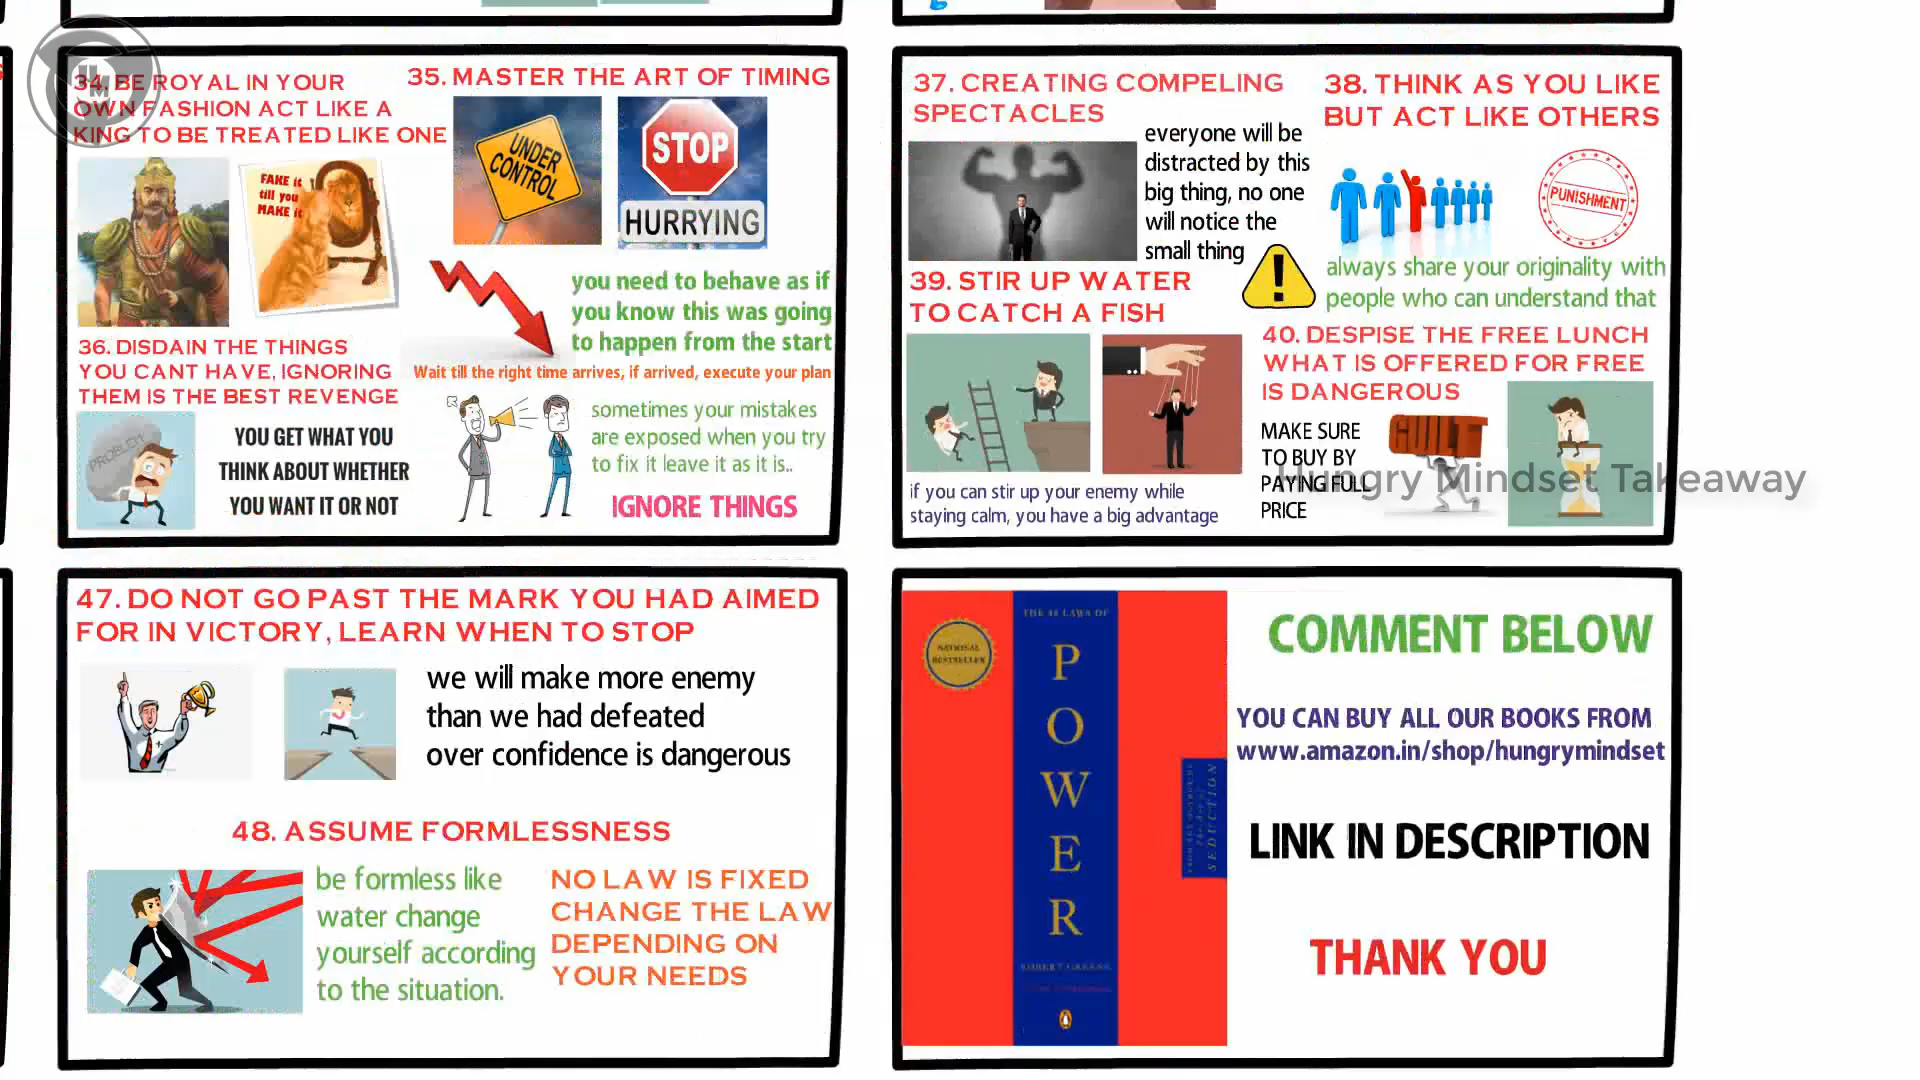 34. BE ROYAL IN YOUR
OWN FASHION ACT LIKE A
KING TO BE TREATED LIKE ONE
FAKE it
till you
MAKE it
35. MASTER THE ART OF TIMING
UNDER
CONTROL
STOP
HURRYING
you need to behave as if
you know this was going
to happen from the start
Wait till the right time arrives, if arrived, execute your plan
36. DISDAIN THE THINGS
YOU CANT HAVE, IGNORING
THEM IS THE BEST REVENGE
PROBLEM
YOU GET WHAT YOU
THINK ABOUT WHETHER
YOU WANT IT OR NOT
sometimes your mistakes
are exposed when you try
to fix it leave it as it is..
IGNORE THINGS
37. CREATING COMPELING
SPECTACLES
everyone will be
distracted by this
big thing, no one
will notice the
small thing
38. THINK AS YOU LIKE
BUT ACT LIKE OTHERS
PUNISHMENT
always share your originality with
people who can understand that
39. STIR UP WATER
TO CATCH A FISH
if you can stir up your enemy while
staying calm, you have a big advantage
40. DESPISE THE FREE LUNCH
WHAT IS OFFERED FOR FREE
IS DANGEROUS
MAKE SURE
TO BUY BY
PAYING FULL
PRICE
GUILT
Hungry Mindset Takeaway
47. DO NOT GO PAST THE MARK YOU HAD AIMED
FOR IN VICTORY, LEARN WHEN TO STOP
we will make more enemy
than we had defeated
over confidence is dangerous
48. ASSUME FORMLESSNESS
be formless like
water change
yourself according
to the situation.
NO LAW IS FIXED
CHANGE THE LAW
DEPENDING ON
YOUR NEEDS
NATIONAL
BESTSELLER
THE 48 LAWS OF
POWER
ROBERT GREENE
SEDUCTION
COMMENT BELOW
YOU CAN BUY ALL OUR BOOKS FROM
www.amazon.in/shop/hungrymindset
LINK IN DESCRIPTION
THANK YOU